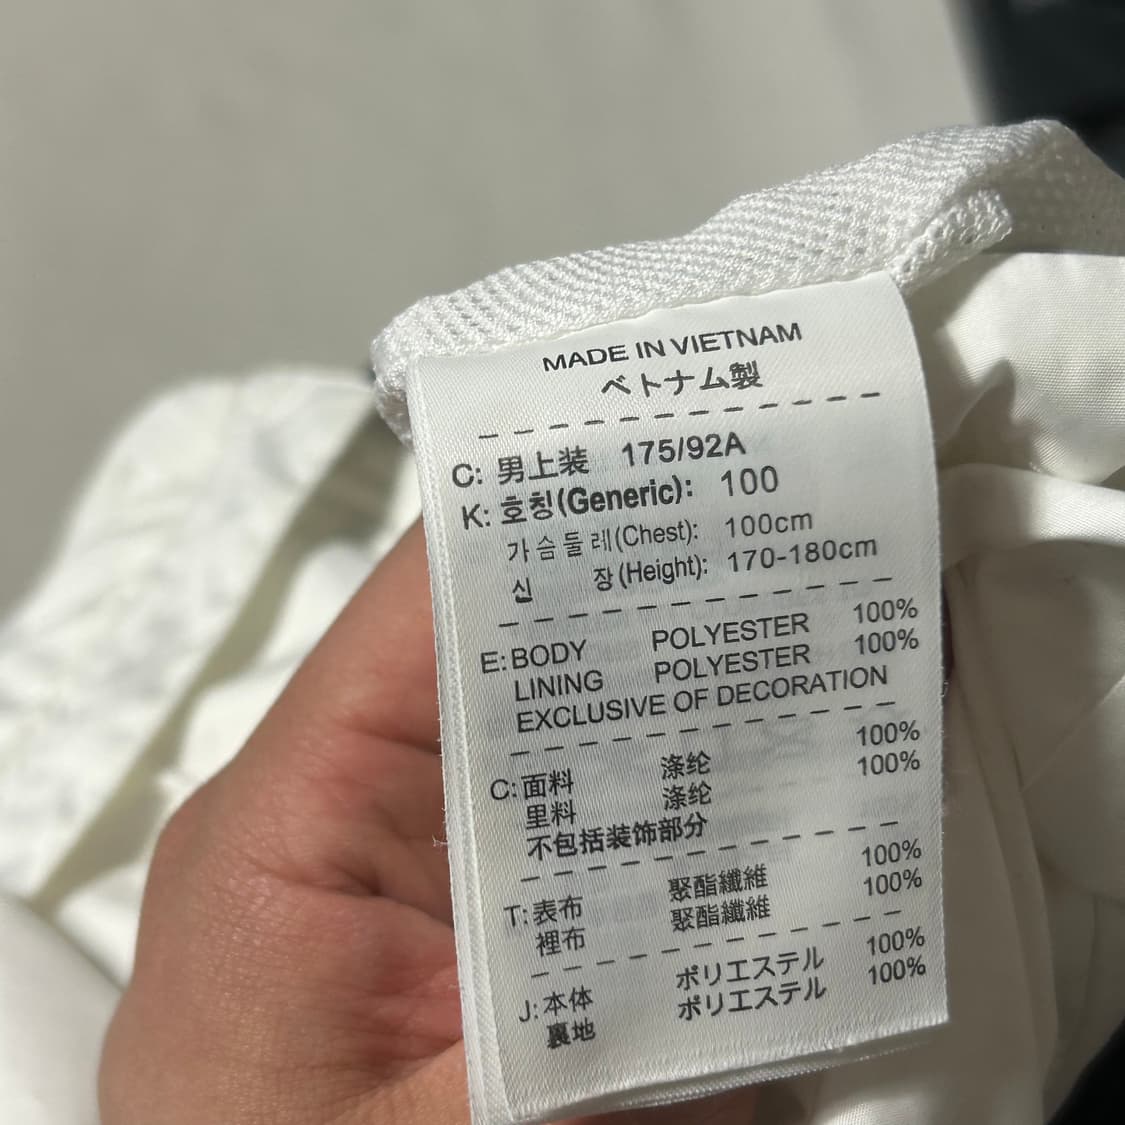 MADE IN VIETNAM
ベトナム製
C: 男上装 175/92A
K: 호칭(Generic): 100
가슴둘레(Chest): 100cm
신 장(Height): 170-180cm
E: BODY POLYESTER 100%
LINING POLYESTER 100%
EXCLUSIVE OF DECORATION
C: 面料 涤纶 100%
里料 涤纶 100%
不包括装饰部分
T: 表布 聚酯纖維 100%
裡布 聚酯纖維 100%
J: 本体 ポリエステル 100%
裏地 ポリエステル 100%